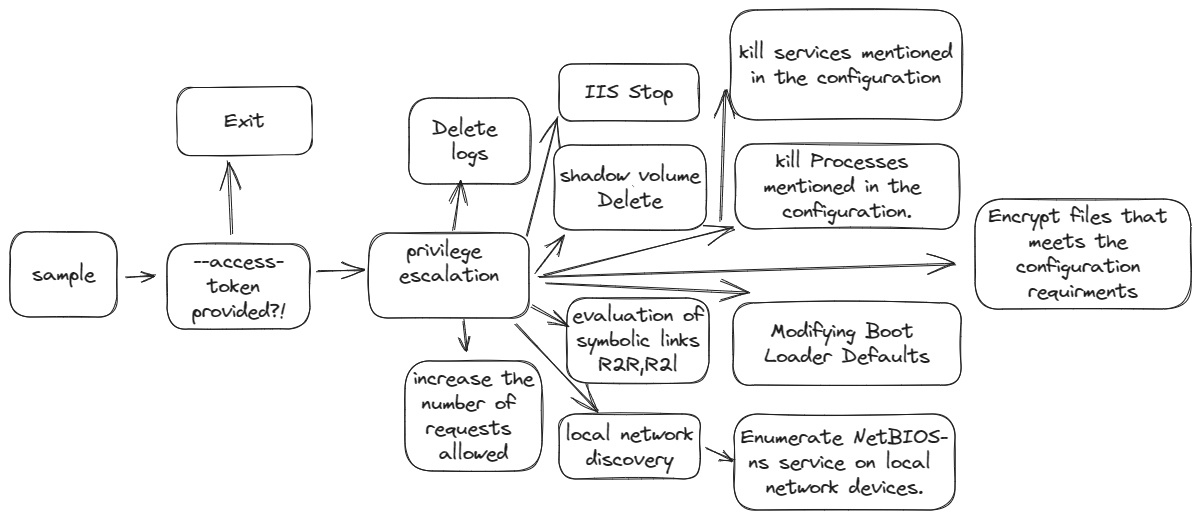 sample
Exit
--access-
token
provided?!
Delete
logs
privilege
escalation
increase the
number of
requests
allowed
IIS Stop
shadow volume
Delete
evaluation of
symbolic links
R2R,R2l
local network
discovery
kill services mentioned
in the configuration
kill Processes
mentioned in the
configuration.
Modifying Boot
Loader Defaults
Enumerate NetBIOS-
ns service on local
network devices.
Encrypt files that
meets the
configuration
requirments